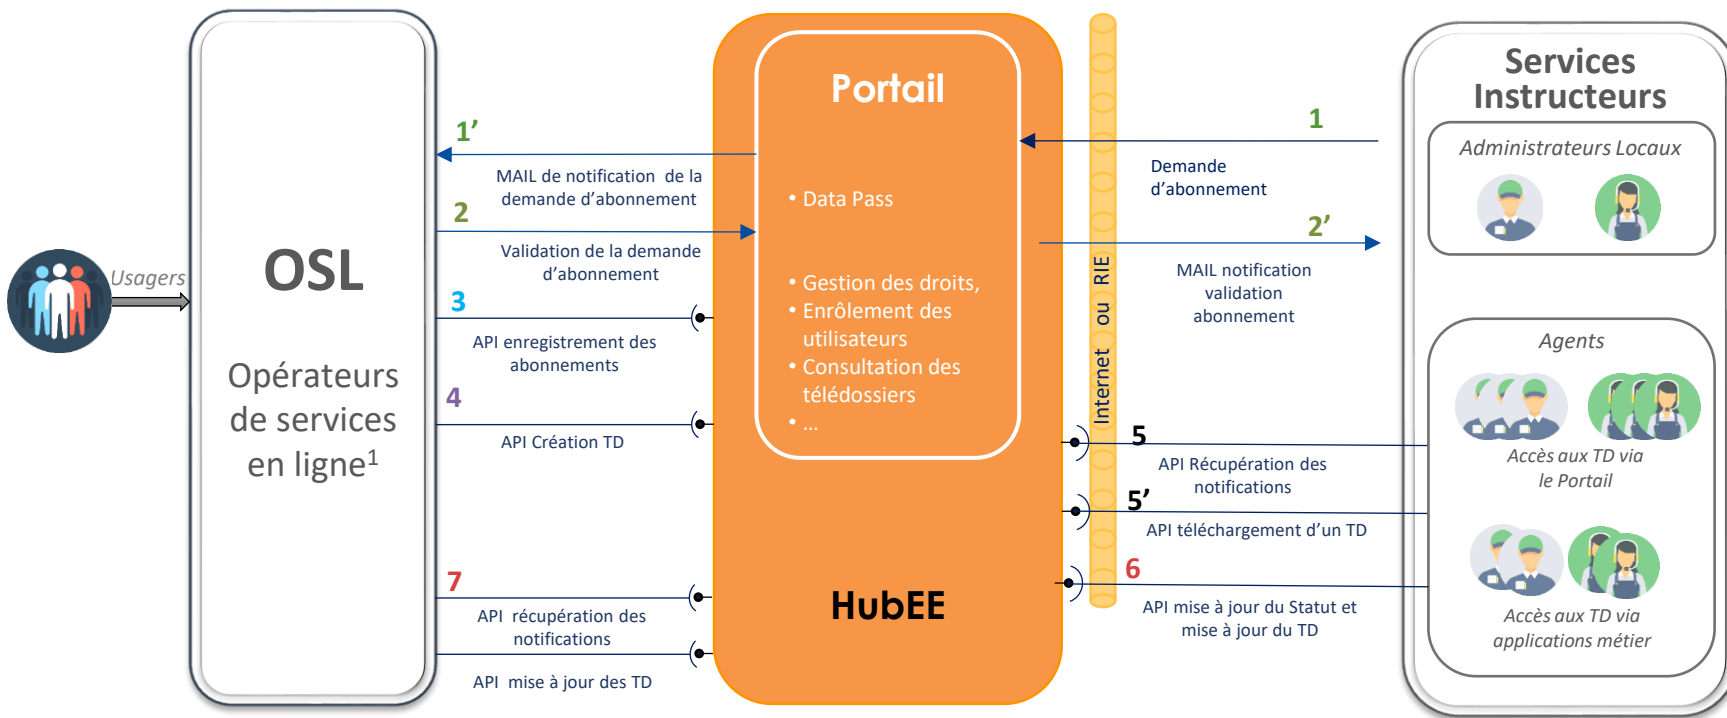 Usagers
OSL
Opérateurs
de services
en ligne¹
1’
MAIL de notification de la
demande d’abonnement
2
Validation de la demande
d’abonnement
3
API enregistrement des
abonnements
4
API Création TD
7
API récupération des
notifications
API mise à jour des TD
Portail
• Data Pass
• Gestion des droits,
• Enrôlement des
utilisateurs
• Consultation des
télédossiers
• ...
HubEE
Internet ou RIE
1
Demande
d’abonnement
2’
MAIL notification
validation
abonnement
5
API Récupération des
notifications
5’
API téléchargement d’un TD
6
API mise à jour du Statut et
mise à jour du TD
Services
Instructeurs
Administrateurs Locaux
Agents
Accès aux TD via
le Portail
Accès aux TD via
applications métier